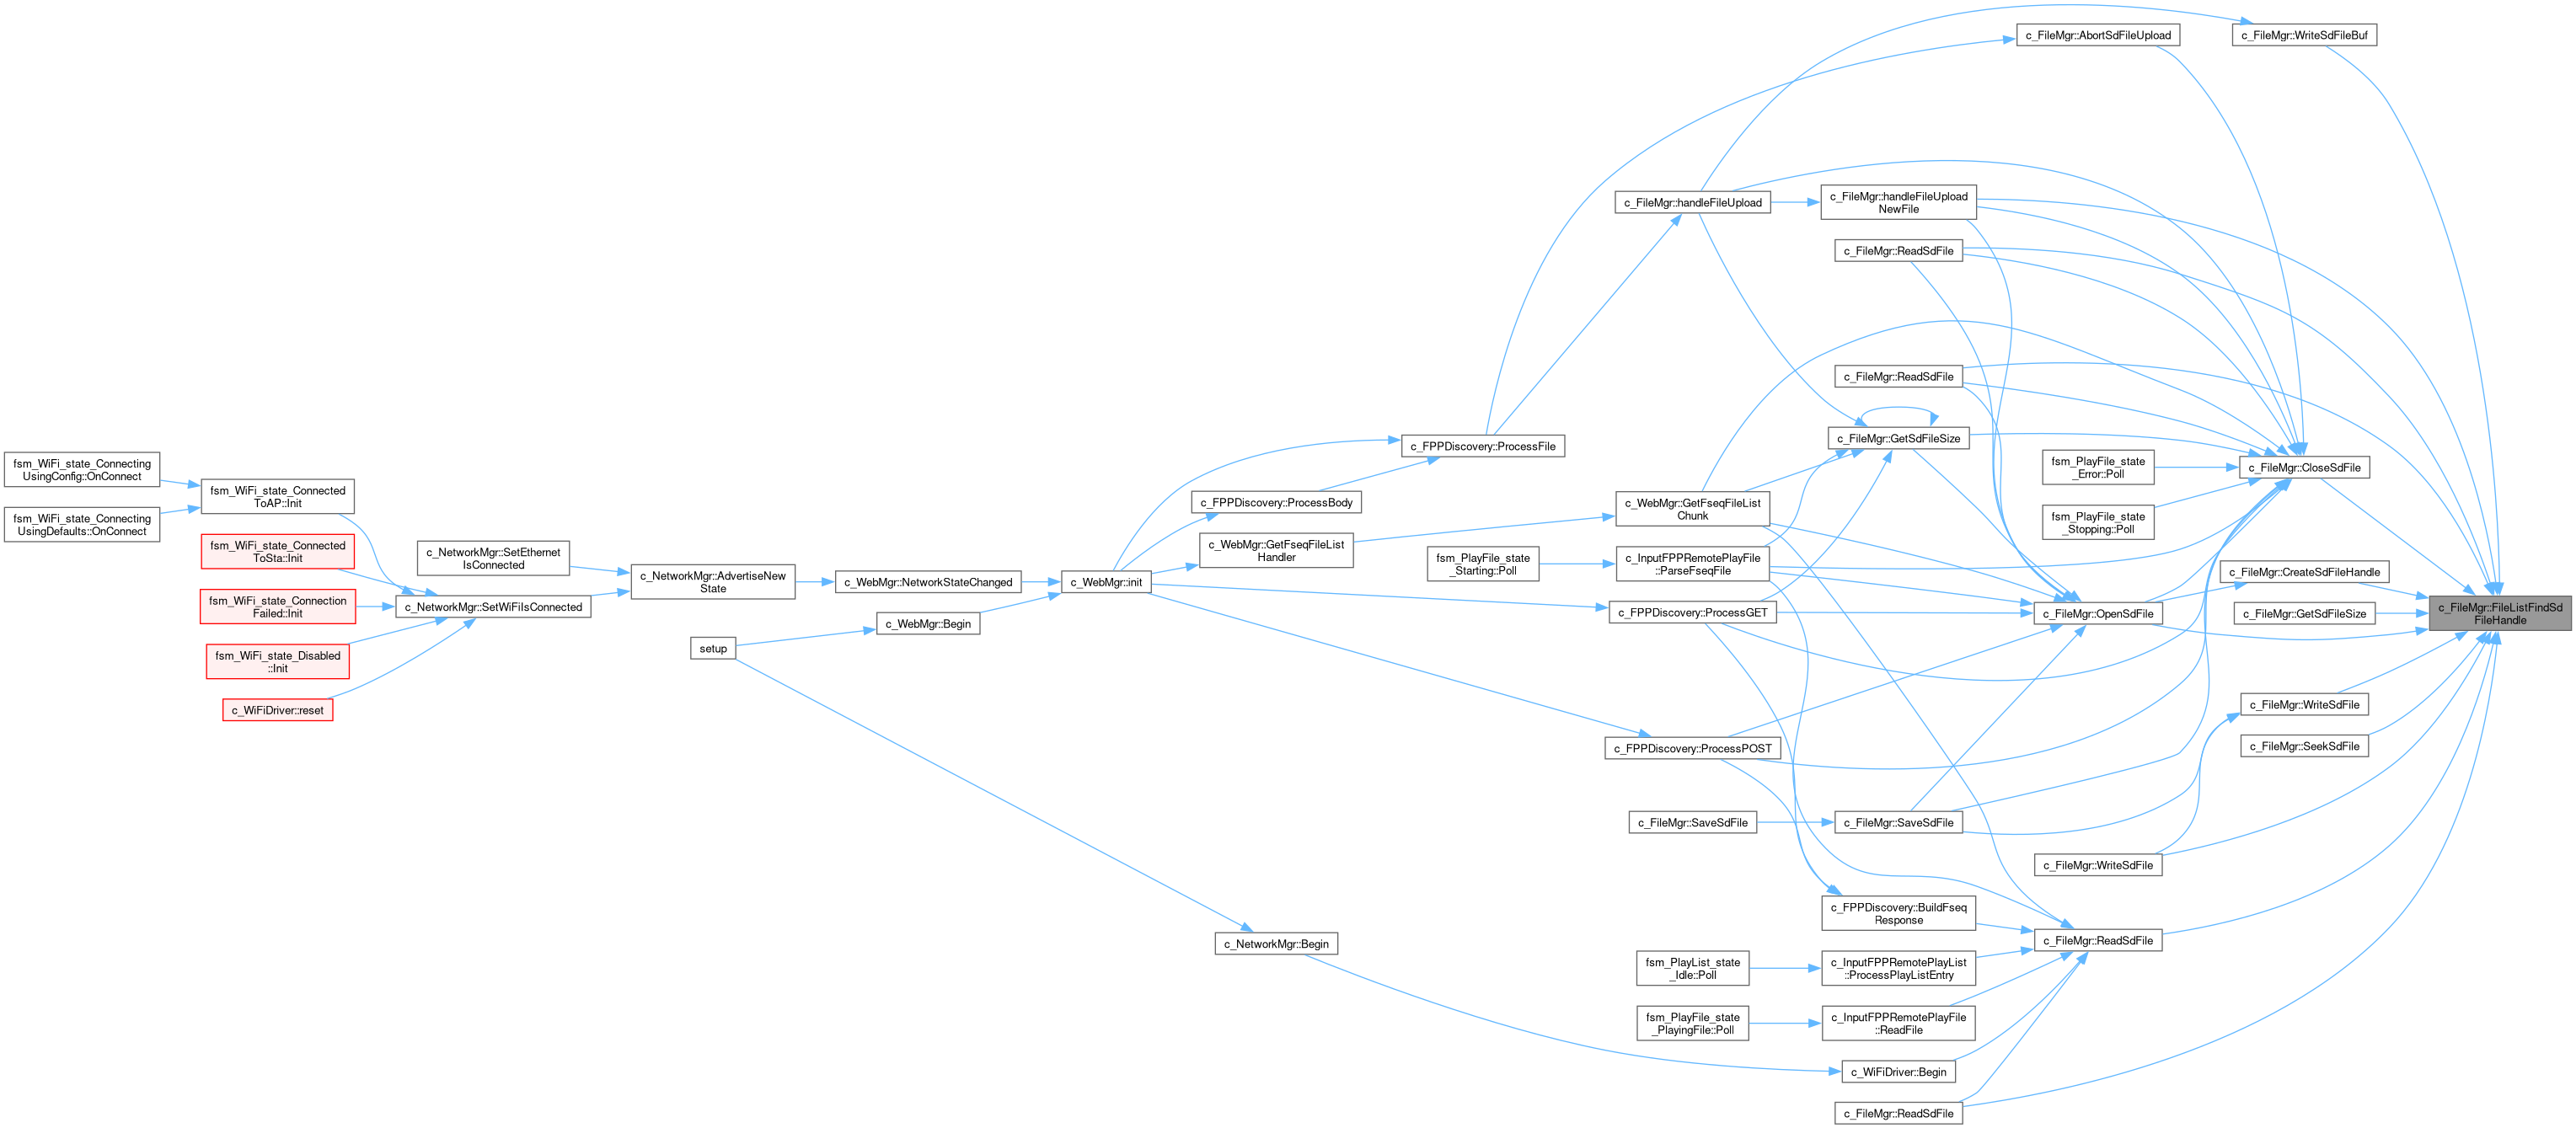 c_FileMgr::AbortSdFileUpload
c_FileMgr::WriteSdFileBuf
c_FileMgr::handleFileUpload
c_FileMgr::handleFileUpload
NewFile
c_FileMgr::ReadSdFile
c_FileMgr::ReadSdFile
c_FPPDiscovery::ProcessFile
c_FileMgr::GetSdFileSize
fsm_WiFi_state_Connecting
UsingConfig::OnConnect
fsm_PlayFile_state
_Error::Poll
c_FileMgr::CloseSdFile
fsm_WiFi_state_Connected
ToAP::Init
c_FPPDiscovery::ProcessBody
c_WebMgr::GetFseqFileList
Chunk
fsm_WiFi_state_Connecting
UsingDefaults::OnConnect
fsm_PlayFile_state
_Stopping::Poll
fsm_WiFi_state_Connected
ToSta::Init
c_NetworkMgr::SetEthernet
IsConnected
c_WebMgr::GetFseqFileList
Handler
fsm_PlayFile_state
_Starting::Poll
c_InputFPPRemotePlayFile
::ParseFseqFile
c_FileMgr::CreateSdFileHandle
c_NetworkMgr::AdvertiseNew
State
c_WebMgr::NetworkStateChanged
c_WebMgr::init
fsm_WiFi_state_Connection
Failed::Init
c_NetworkMgr::SetWiFiIsConnected
c_WebMgr::Begin
c_FPPDiscovery::ProcessGET
c_FileMgr::OpenSdFile
c_FileMgr::GetSdFileSize
c_FileMgr::FileListFindSd
FileHandle
fsm_WiFi_state_Disabled
::Init
setup
c_WiFiDriver::reset
c_FileMgr::WriteSdFile
c_FPPDiscovery::ProcessPOST
c_FileMgr::SeekSdFile
c_FileMgr::SaveSdFile
c_FileMgr::SaveSdFile
c_FileMgr::WriteSdFile
c_FPPDiscovery::BuildFseq
Response
c_NetworkMgr::Begin
c_FileMgr::ReadSdFile
fsm_PlayList_state
_Idle::Poll
c_InputFPPRemotePlayList
::ProcessPlayListEntry
fsm_PlayFile_state
_PlayingFile::Poll
c_InputFPPRemotePlayFile
::ReadFile
c_WiFiDriver::Begin
c_FileMgr::ReadSdFile